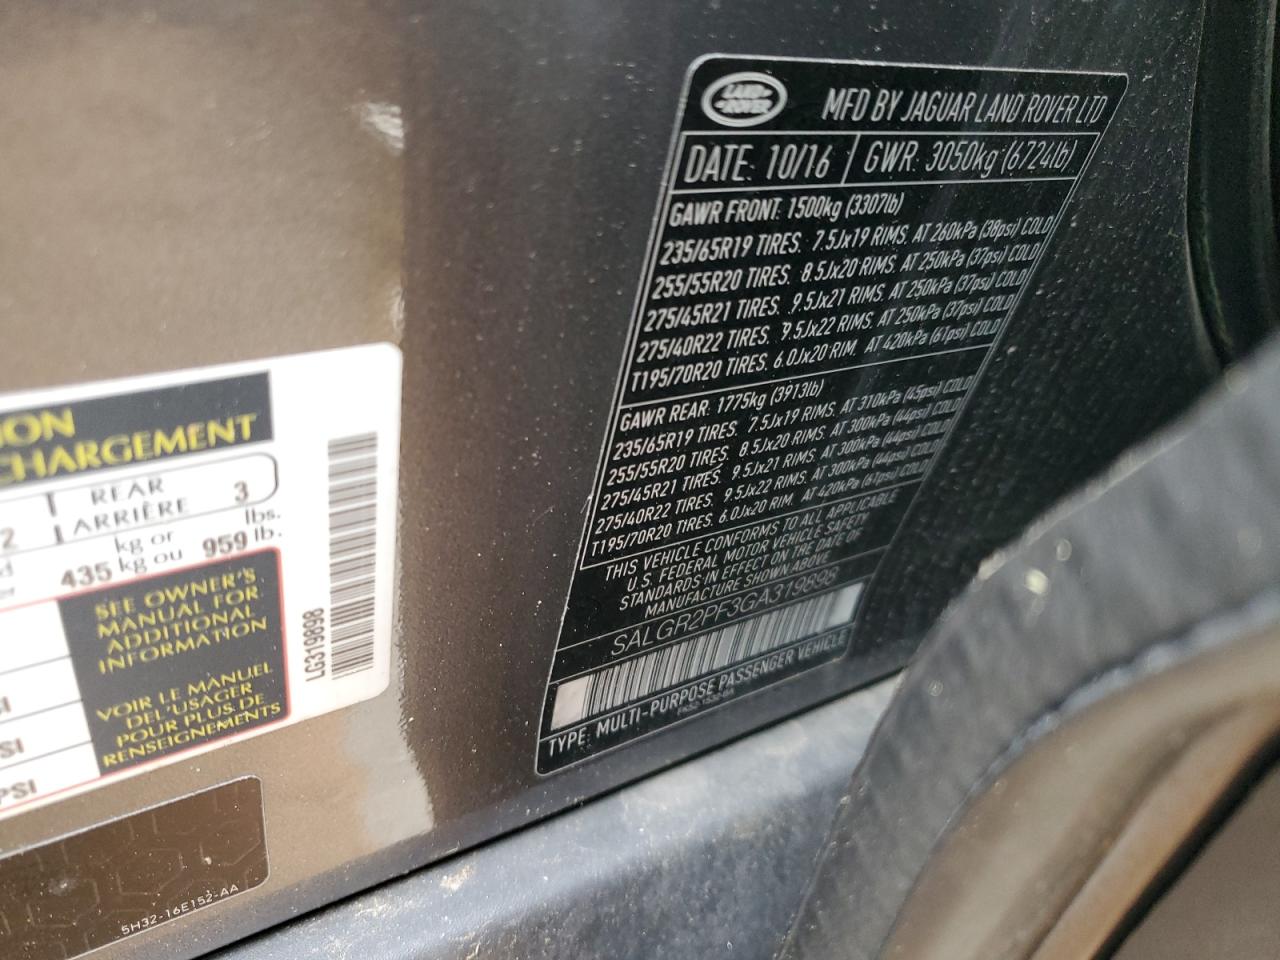 LAND ROVER
MFD BY JAGUAR LAND ROVER LTD
DATE: 10/16 GWR: 3050kg (6724lb)
GAWR FRONT: 1500kg (3307lb)
235/65R19 TIRES. 7.5Jx19 RIMS. AT 260kPa (38psi) COLD
255/55R20 TIRES. 8.5Jx20 RIMS. AT 250kPa (37psi) COLD
275/45R21 TIRES. 9.5Jx21 RIMS. AT 250kPa (37psi) COLD
275/40R22 TIRES. 9.5Jx22 RIMS. AT 250kPa (37psi) COLD
T195/70R20 TIRES. 6.0Jx20 RIM. AT 420kPa (61psi) COLD
GAWR REAR: 1775kg (3913lb)
235/65R19 TIRES. 7.5Jx19 RIMS. AT 310kPa (45psi) COLD
255/55R20 TIRES. 8.5Jx20 RIMS. AT 300kPa (44psi) COLD
275/45R21 TIRES. 9.5Jx21 RIMS. AT 300kPa (44psi) COLD
275/40R22 TIRES. 9.5Jx22 RIMS. AT 300kPa (44psi) COLD
T195/70R20 TIRES. 6.0Jx20 RIM. AT 420kPa (61psi) COLD
THIS VEHICLE CONFORMS TO ALL APPLICABLE
U.S. FEDERAL MOTOR VEHICLE SAFETY
STANDARDS IN EFFECT ON THE DATE OF
MANUFACTURE SHOWN ABOVE
SALGR2PF3GA319898
TYPE: MULTI-PURPOSE PASSENGER VEHICLE
ION
CHARGEMENT
2 REAR 3
ARRIÈRE
kg or lbs.
435 kg ou 959 lb.
SEE OWNER'S
MANUAL FOR
ADDITIONAL
INFORMATION
VOIR LE MANUEL
DEL'USAGER
POUR PLUS DE
RENSEIGNEMENTS
SI
SI
PSI
LG319898
5H32-16E152-AA